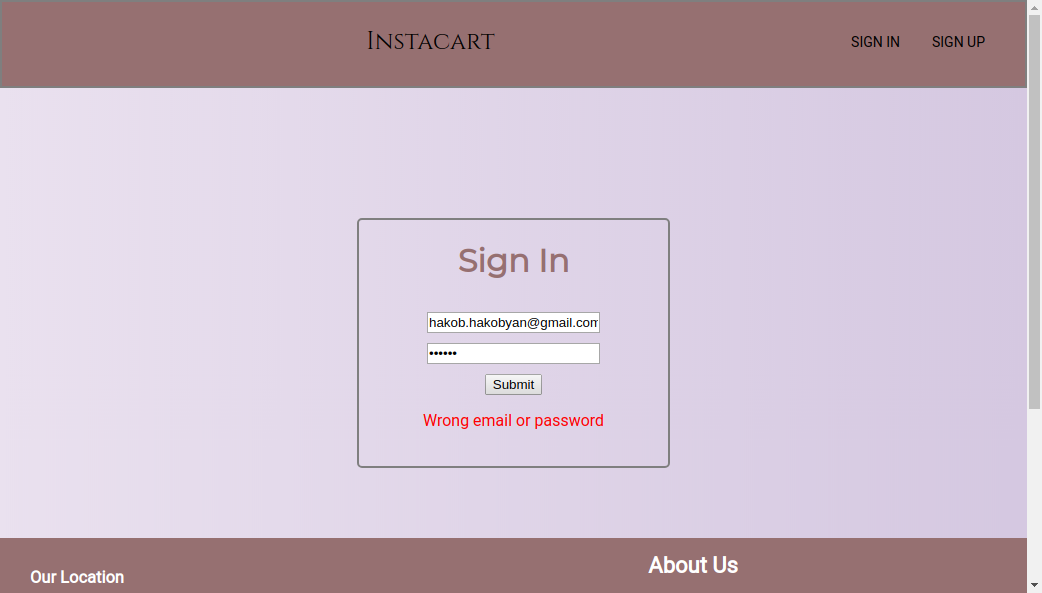 Instacart
SIGN IN
SIGN UP
Sign In
hakob.hakobyan@gmail.com
••••••
Submit
Wrong email or password
Our Location
About Us